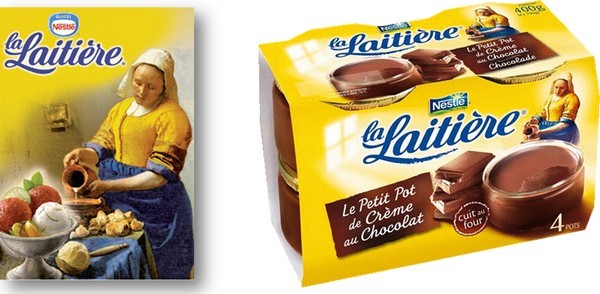 GLACES
Nestlé
la Laitière®
400g
la Laitière
Le Petit Pot
de Crème
au Chocolat
Chocolade
Nestlé
la Laitière®
Le Petit Pot
de Crème
au Chocolat
cuit au
four
4 POTS